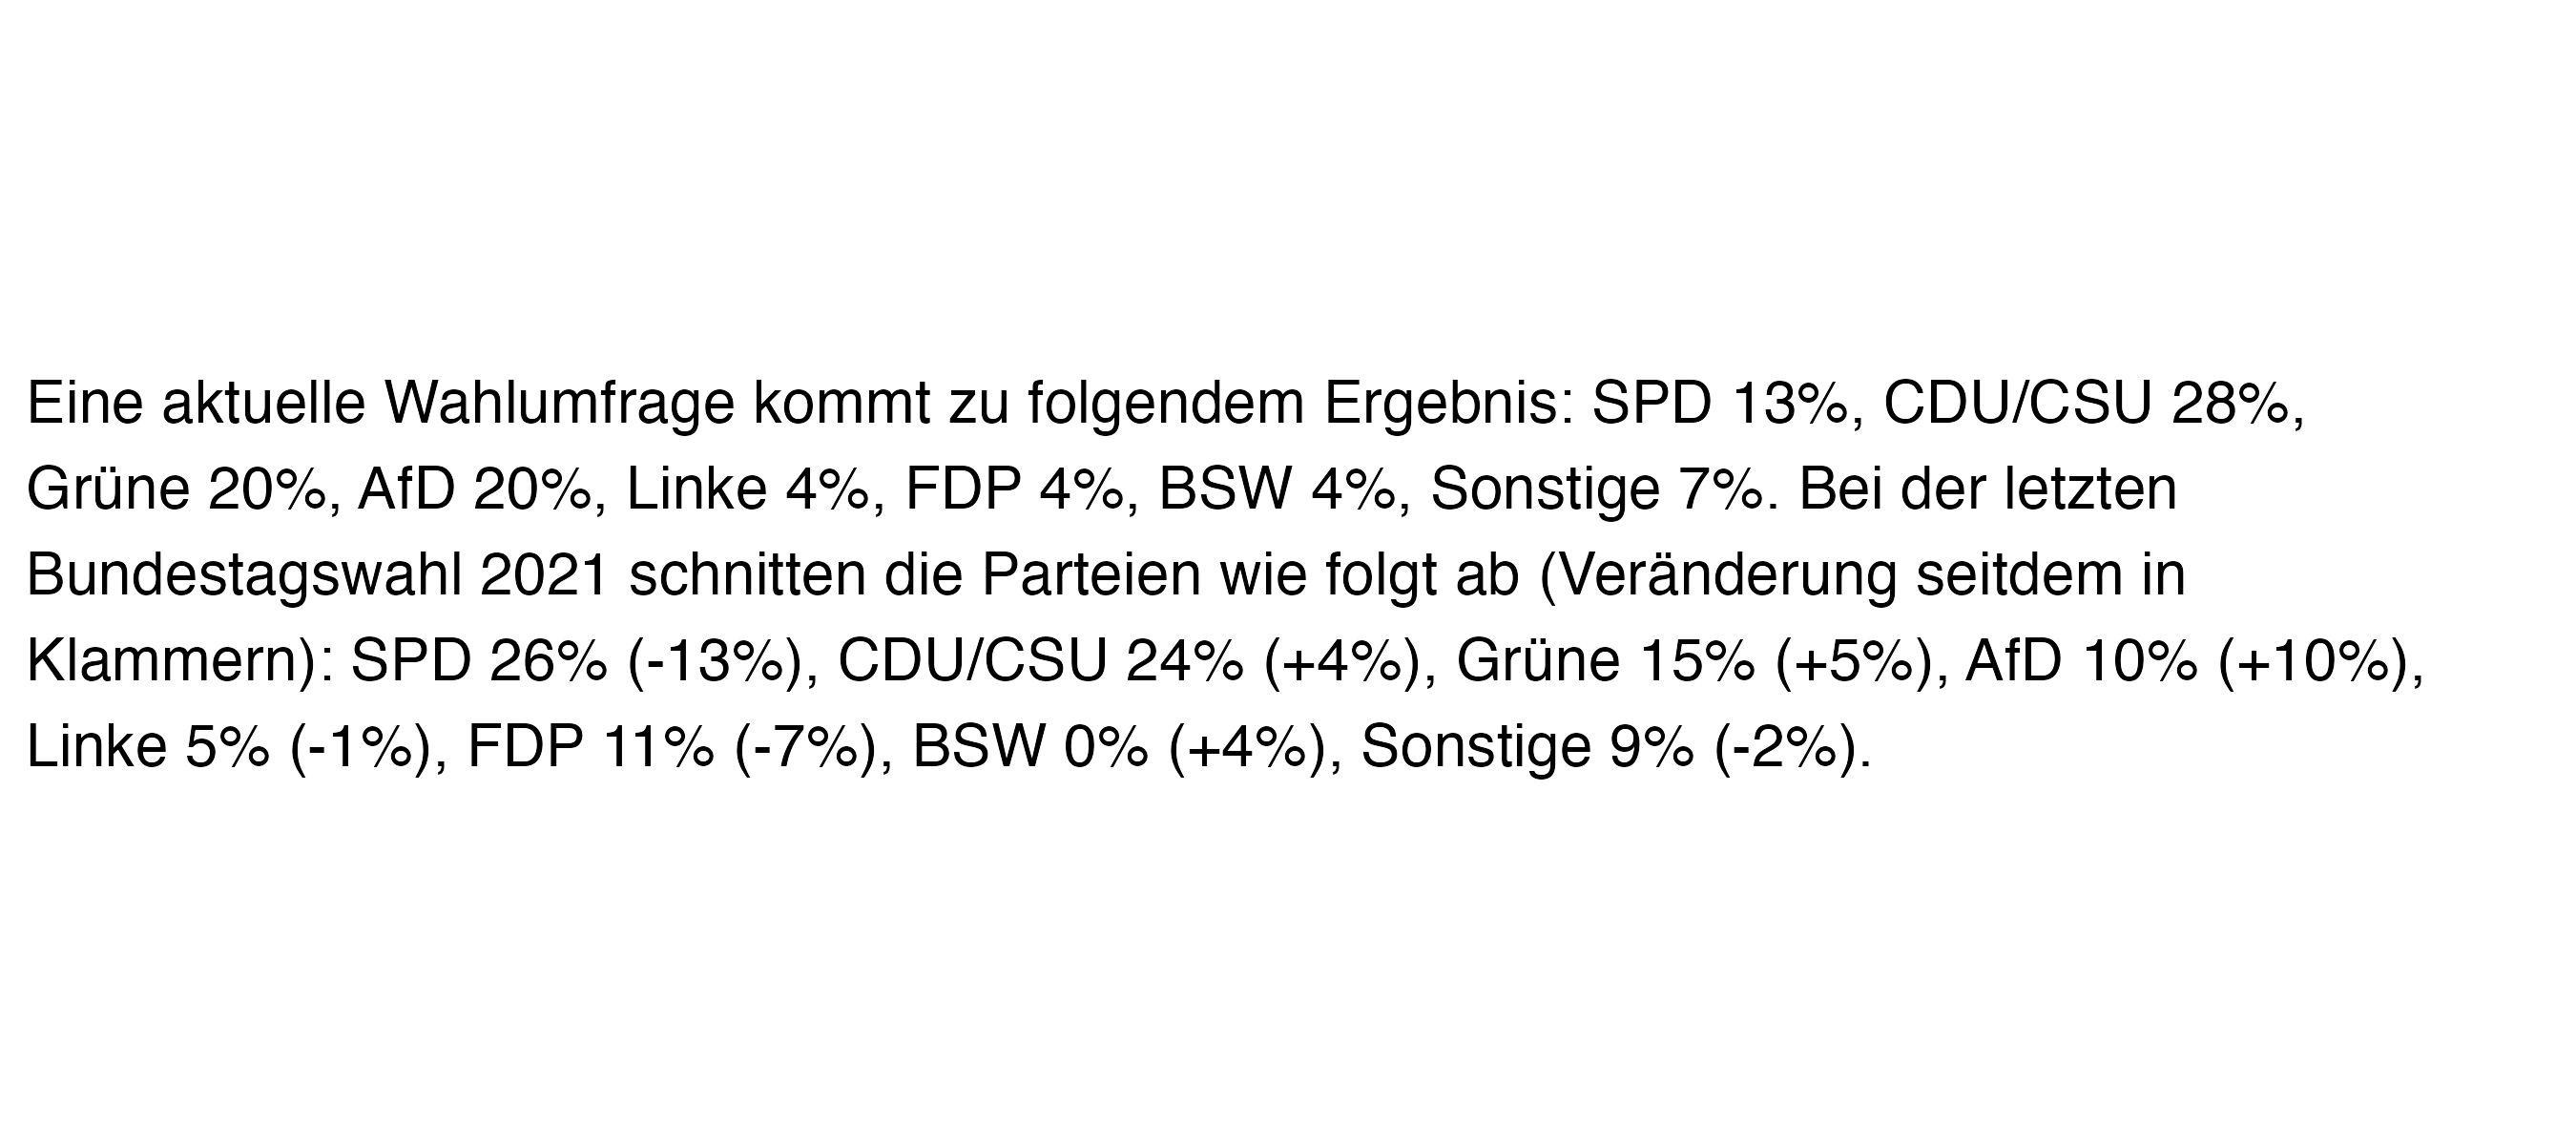 Eine aktuelle Wahlumfrage kommt zu folgendem Ergebnis: SPD 13%, CDU/CSU 28%,
Grüne 20%, AfD 20%, Linke 4%, FDP 4%, BSW 4%, Sonstige 7%. Bei der letzten
Bundestagswahl 2021 schnitten die Parteien wie folgt ab (Veränderung seitdem in
Klammern): SPD 26% (-13%), CDU/CSU 24% (+4%), Grüne 15% (+5%), AfD 10% (+10%),
Linke 5% (-1%), FDP 11% (-7%), BSW 0% (+4%), Sonstige 9% (-2%).